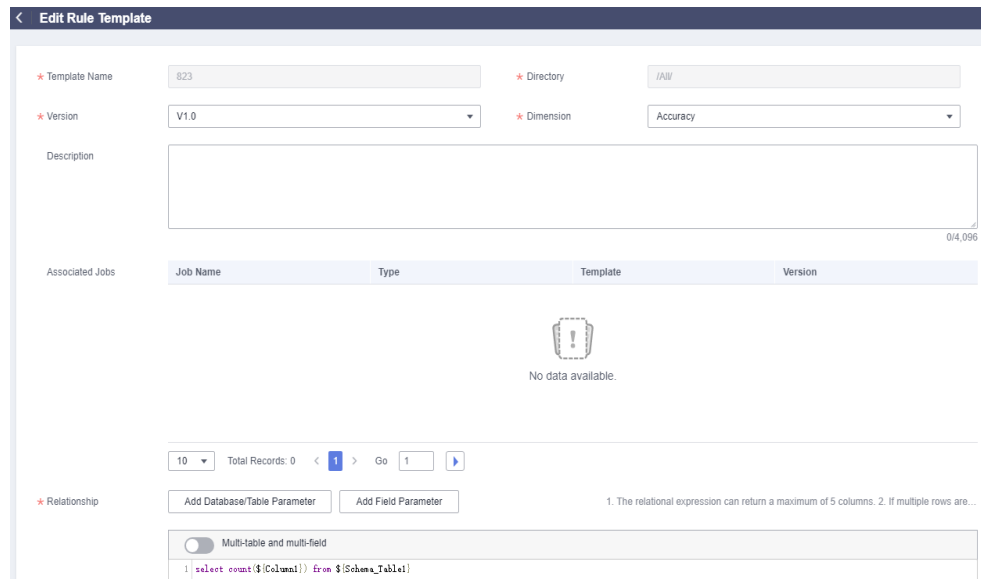 Edit Rule Template
* Template Name 823 * Directory /All/
* Version V1.0 * Dimension Accuracy
Description
0/4,096
Associated Jobs Job Name Type Template Version
No data available.
10 Total Records: 0 < 1 > Go 1
* Relationship Add Database/Table Parameter Add Field Parameter 1. The relational expression can return a maximum of 5 columns. 2. If multiple rows are...
Multi-table and multi-field
1 select count(${Column1}) from ${Schema_Table1}